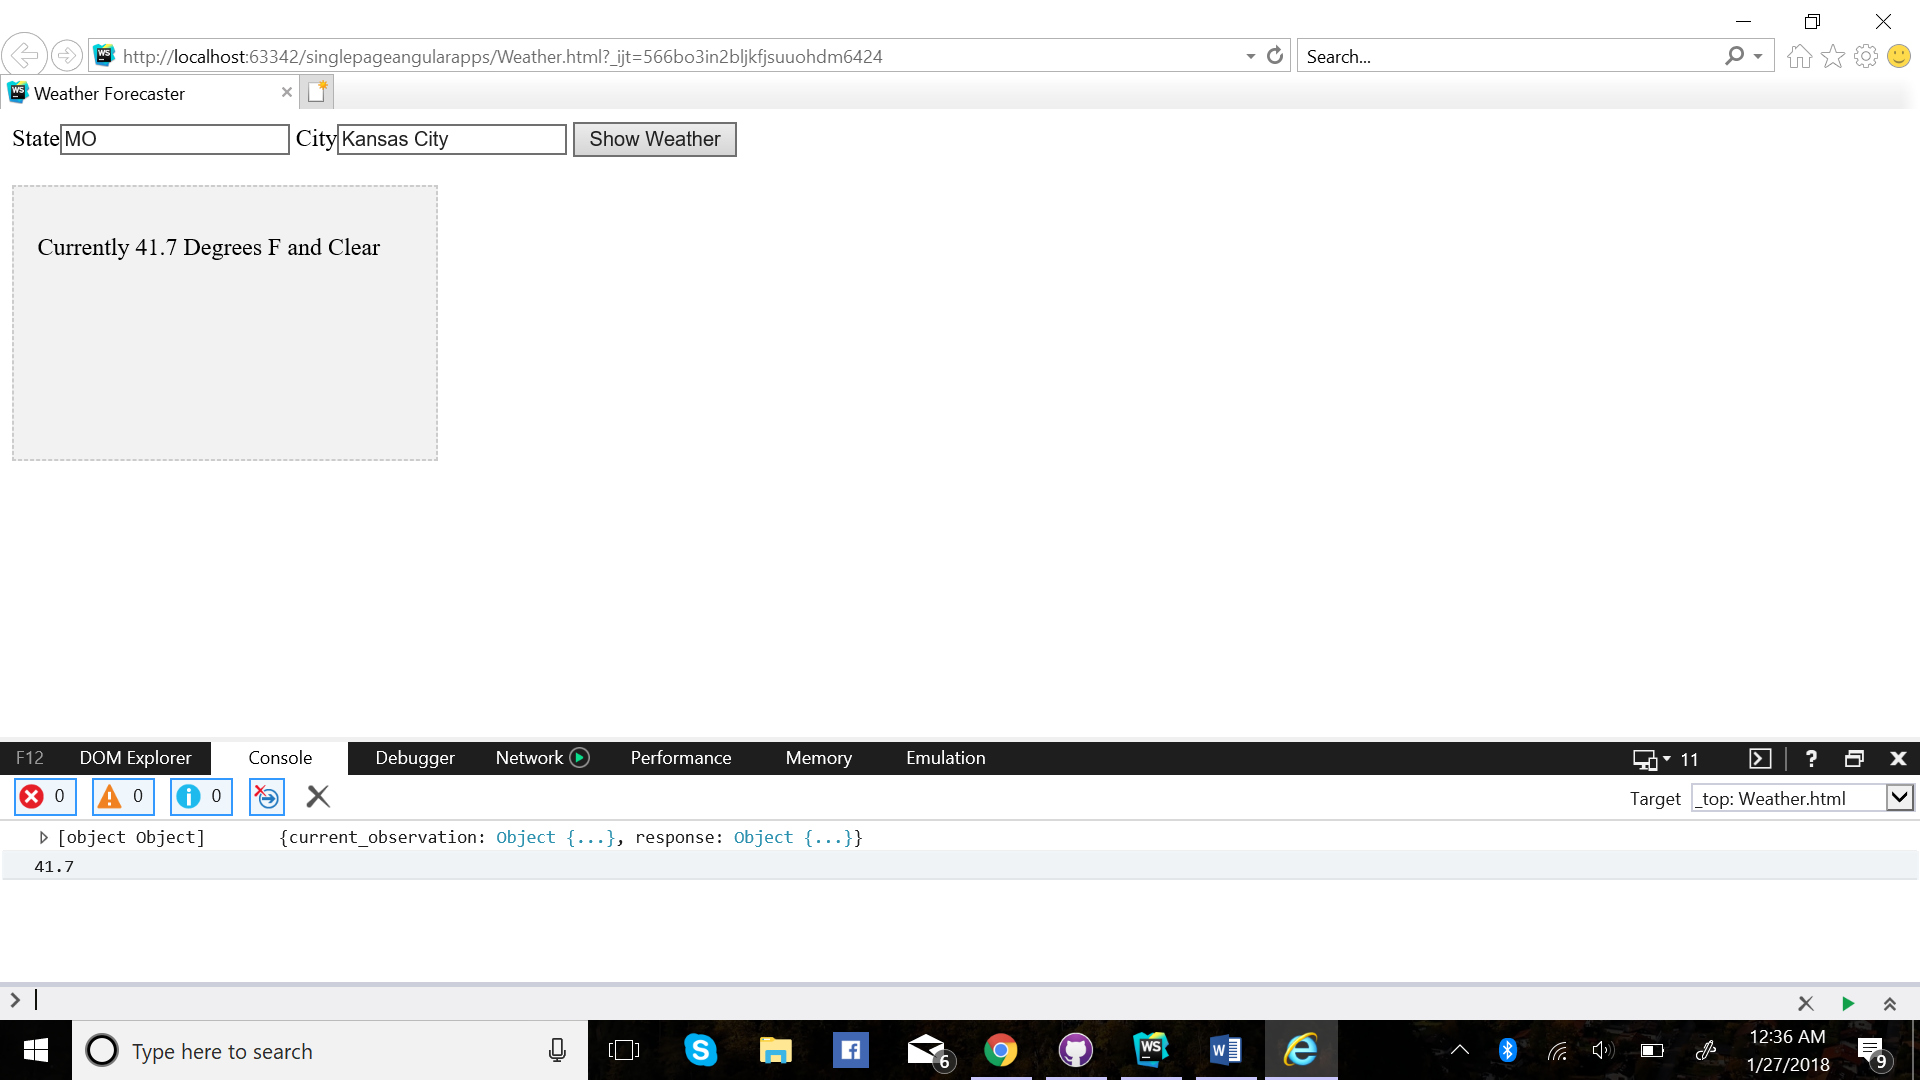 http://localhost:63342/singlepageangularapps/Weather.html?_ijt=566bo3in2bljkfjsuuohdm6424
Search...
WS Weather Forecaster
State MO City Kansas City Show Weather
Currently 41.7 Degrees F and Clear
F12 DOM Explorer Console Debugger Network Performance Memory Emulation 11 ?
0 0 0 Target _top: Weather.html
[object Object] {current_observation: Object {...}, response: Object {...}}
41.7
Type here to search
6
WS
12:36 AM
1/27/2018
9